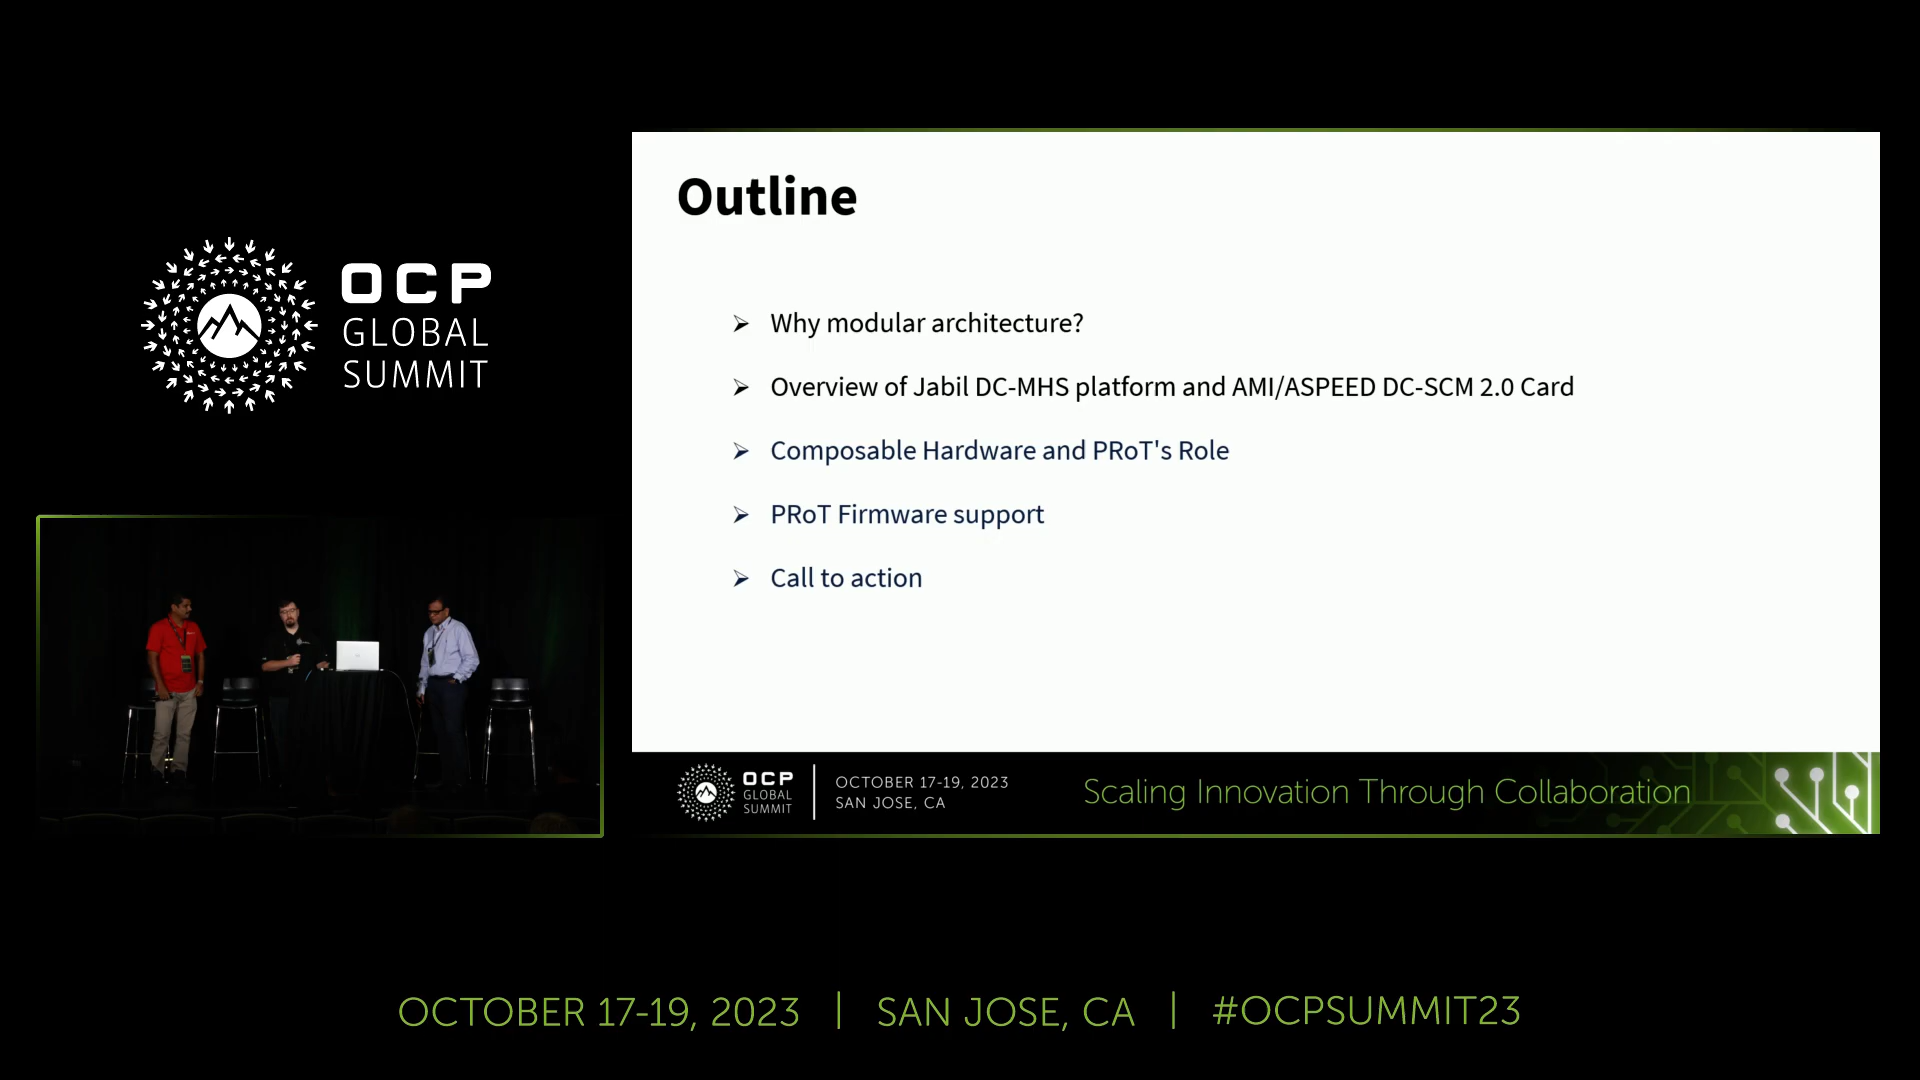 OCP
GLOBAL
SUMMIT
Outline
Why modular architecture?
Overview of Jabil DC-MHS platform and AMI/ASPEED DC-SCM 2.0 Card
Composable Hardware and PRoT's Role
PRoT Firmware support
Call to action
OCP
GLOBAL
SUMMIT
OCTOBER 17-19, 2023
SAN JOSE, CA
Scaling Innovation Through Collaboration
OCTOBER 17-19, 2023 | SAN JOSE, CA | #OCPSUMMIT23